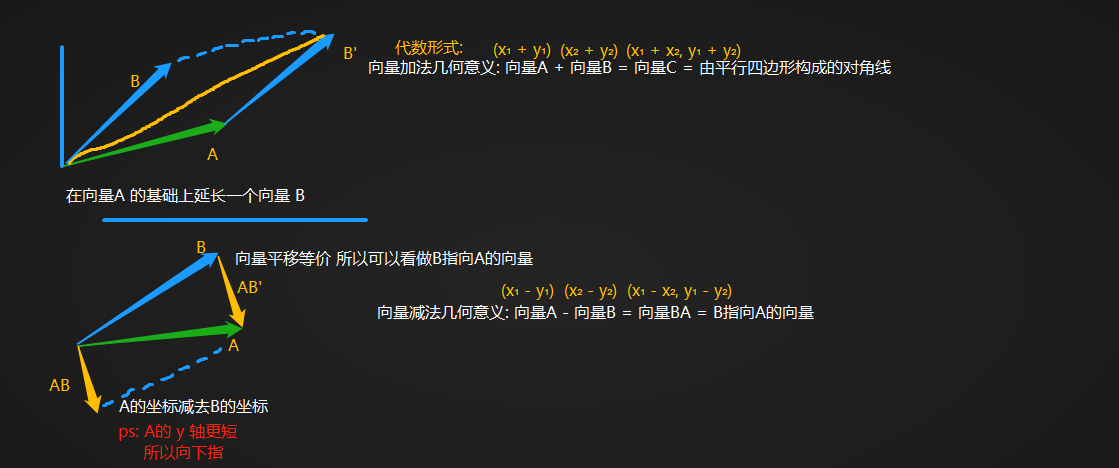 代数形式: (x₁ + y₁) (x₂ + y₂) (x₁ + x₂, y₁ + y₂)
B'
向量加法几何意义: 向量A + 向量B = 向量C = 由平行四边形构成的对角线
B
A
在向量A 的基础上延长一个向量 B
B
向量平移等价 所以可以看做B指向A的向量
AB'
(x₁ - y₁) (x₂ - y₂) (x₁ - x₂, y₁ - y₂)
向量减法几何意义: 向量A - 向量B = 向量BA = B指向A的向量
A
AB
A的坐标减去B的坐标
ps: A的 y 轴更短
所以向下指